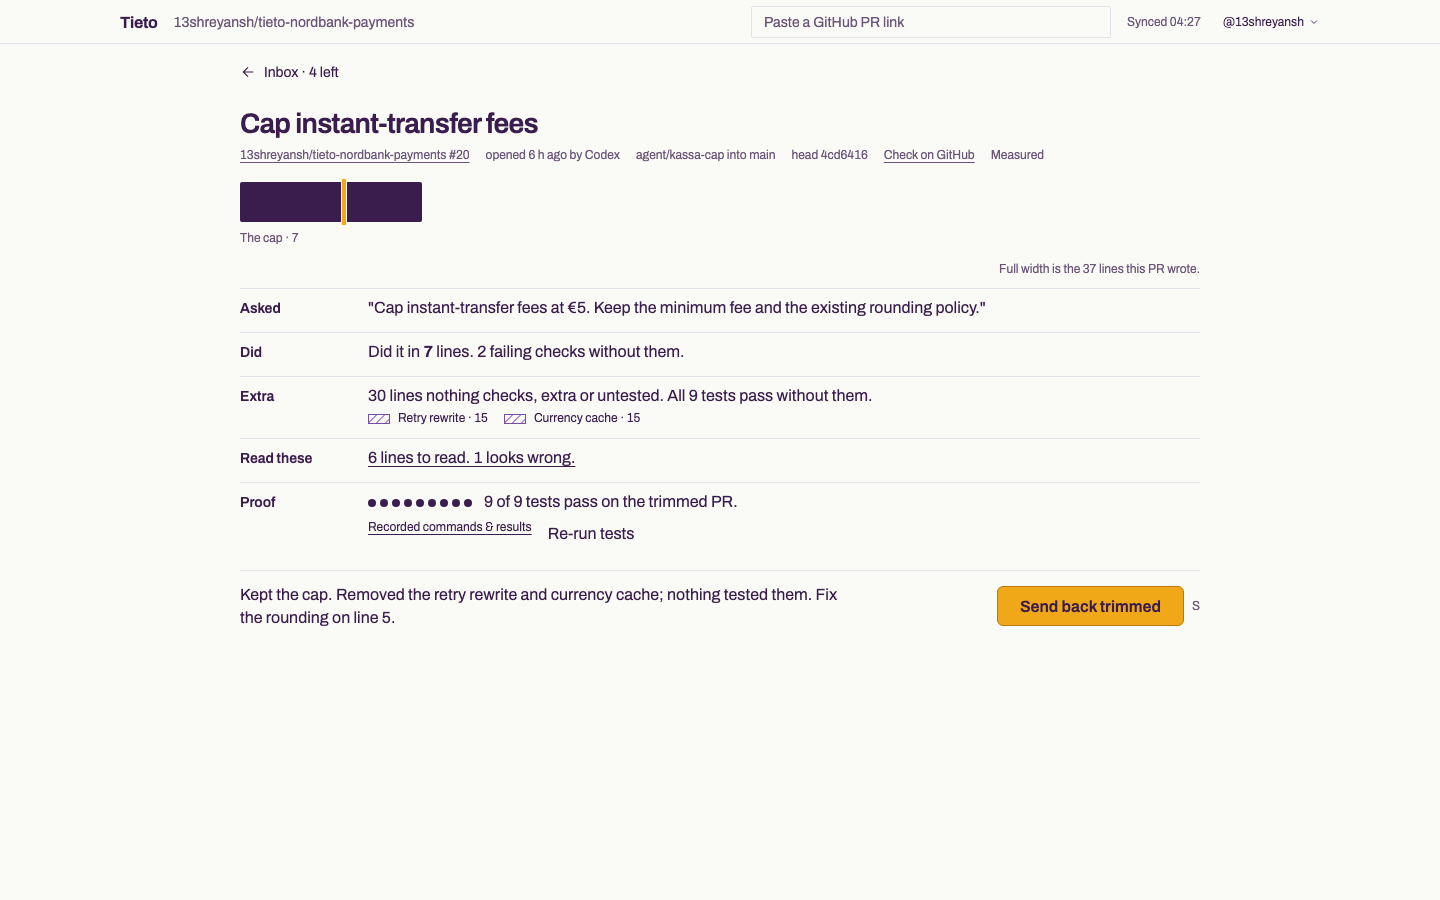 Tieto 13shreyansh/tieto-nordbank-payments Paste a GitHub PR link Synced 04:27 @13shreyansh
Inbox · 4 left
Cap instant-transfer fees
13shreyansh/tieto-nordbank-payments #20 opened 6 h ago by Codex agent/kassa-cap into main head 4cd6416 Check on GitHub Measured
The cap · 7
Full width is the 37 lines this PR wrote.
Asked "Cap instant-transfer fees at €5. Keep the minimum fee and the existing rounding policy."
Did Did it in 7 lines. 2 failing checks without them.
Extra 30 lines nothing checks, extra or untested. All 9 tests pass without them.
Retry rewrite · 15 Currency cache · 15
Read these 6 lines to read. 1 looks wrong.
Proof 9 of 9 tests pass on the trimmed PR.
Recorded commands & results Re-run tests
Kept the cap. Removed the retry rewrite and currency cache; nothing tested them. Fix
the rounding on line 5.
Send back trimmed S